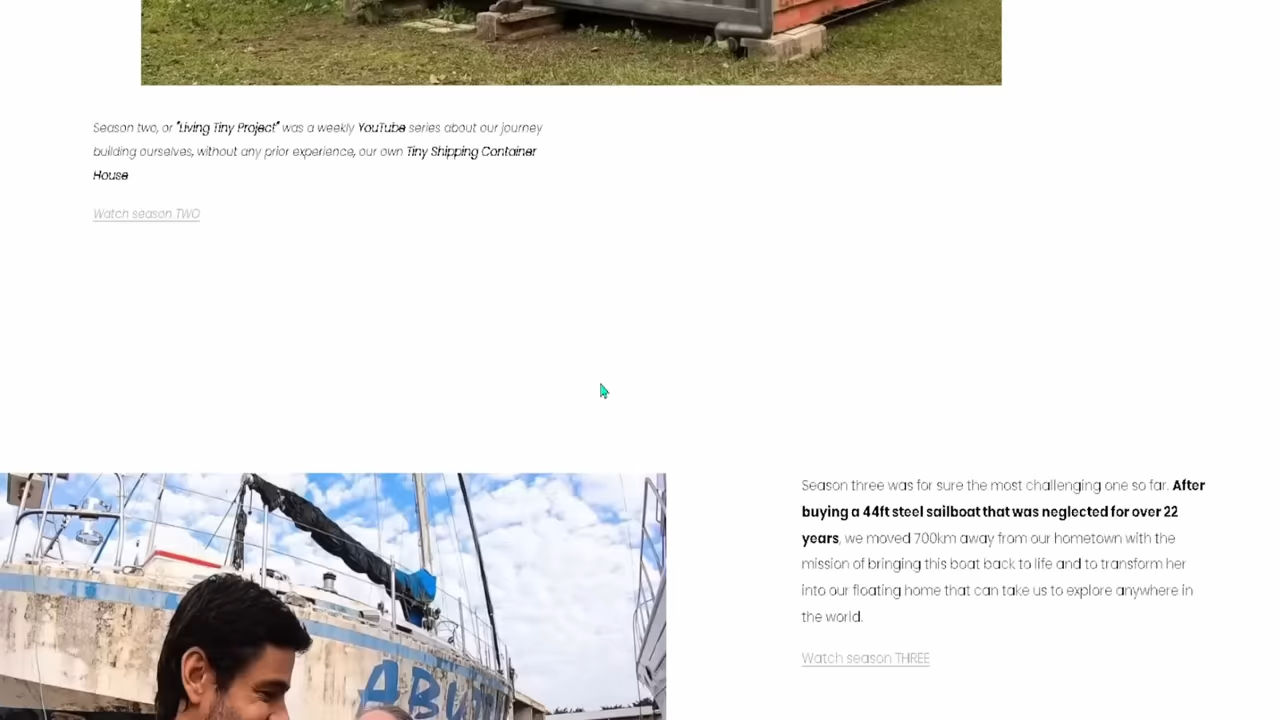 Season two, or "Living Tiny Project" was a weekly YouTube series about our journey
building ourselves, without any prior experience, our own Tiny Shipping Container
House
Watch season TWO
Season three was for sure the most challenging one so far. After
buying a 44ft steel sailboat that was neglected for over 22
years, we moved 700km away from our hometown with the
mission of bringing this boat back to life and to transform her
into our floating home that can take us to explore anywhere in
the world.
Watch season THREE